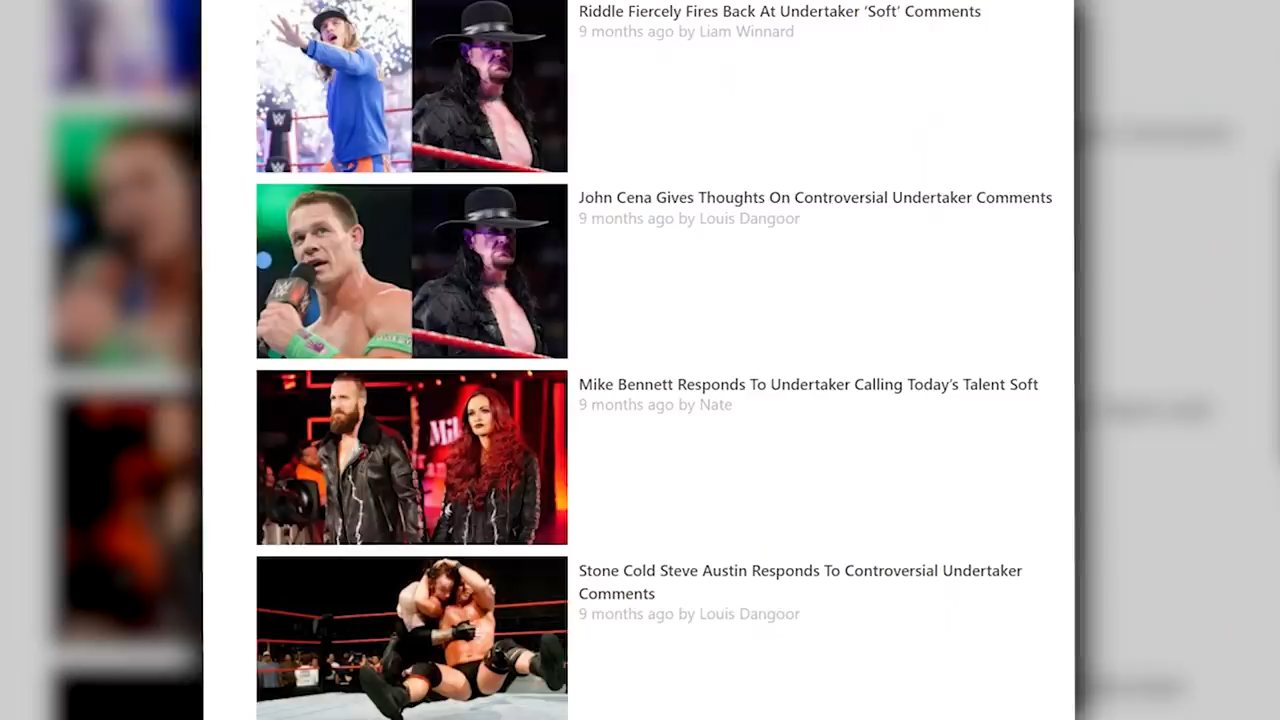 Riddle Fiercely Fires Back At Undertaker ‘Soft’ Comments
9 months ago by Liam Winnard
John Cena Gives Thoughts On Controversial Undertaker Comments
9 months ago by Louis Dangoor
Mike Bennett Responds To Undertaker Calling Today’s Talent Soft
9 months ago by Nate
Stone Cold Steve Austin Responds To Controversial Undertaker
Comments
9 months ago by Louis Dangoor